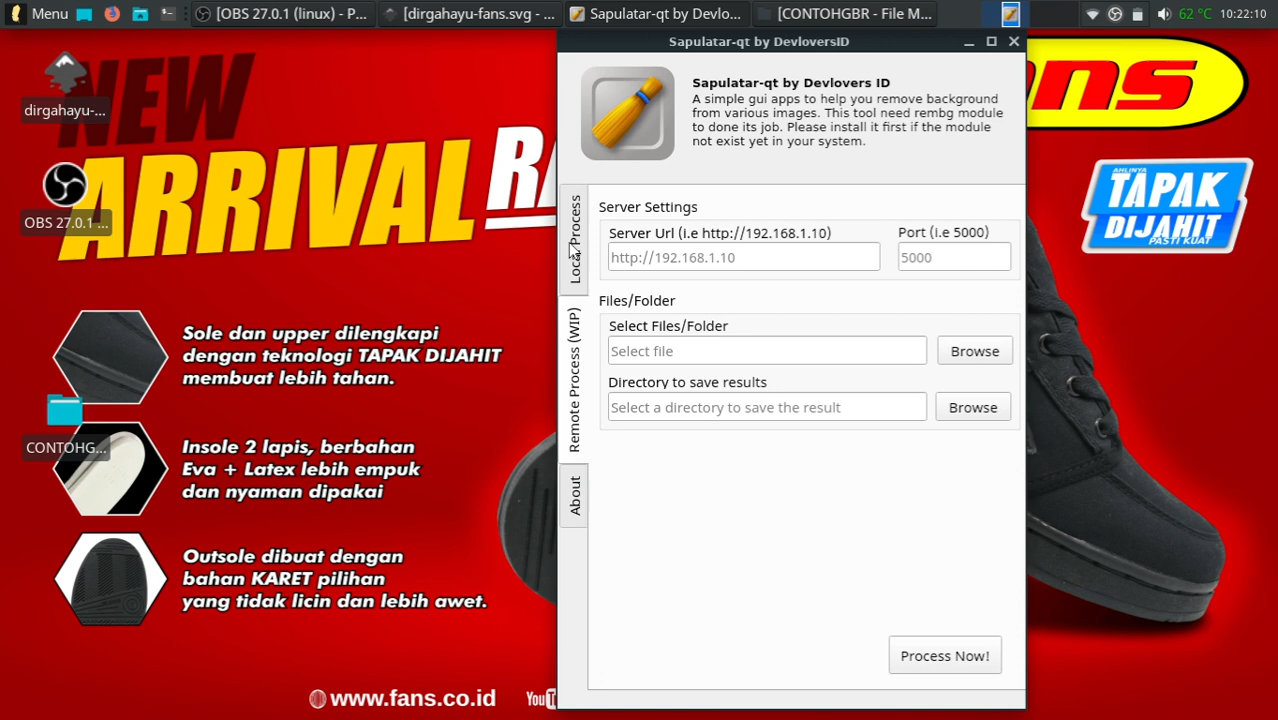 Menu
[OBS 27.0.1 (linux) - P...
[dirgahayu-fans.svg - ...
Sapulatar-qt by Devlo...
[CONTOHGBR - File M...
62 °C
10:22:10
Sapulatar-qt by DevloversID
Sapulatar-qt by Devlovers ID
A simple gui apps to help you remove background
from various images. This tool need rembg module
to done its job. Please install it first if the module
not exist yet in your system.
Local Process
Remote Process (WIP)
About
Server Settings
Server Url (i.e http://192.168.1.10)
Port (i.e 5000)
http://192.168.1.10
5000
Files/Folder
Select Files/Folder
Select file
Browse
Directory to save results
Select a directory to save the result
Browse
Process Now!
dirgahayu-...
OBS 27.0.1 ...
CONTOHG...
NEW
ARRIVAL
RA
ans
AHLINYA
TAPAK
DIJAHIT
PASTI KUAT
Sole dan upper dilengkapi
dengan teknologi TAPAK DIJAHIT
membuat lebih tahan.
Insole 2 lapis, berbahan
Eva + Latex lebih empuk
dan nyaman dipakai
Outsole dibuat dengan
bahan KARET pilihan
yang tidak licin dan lebih awet.
www.fans.co.id
You